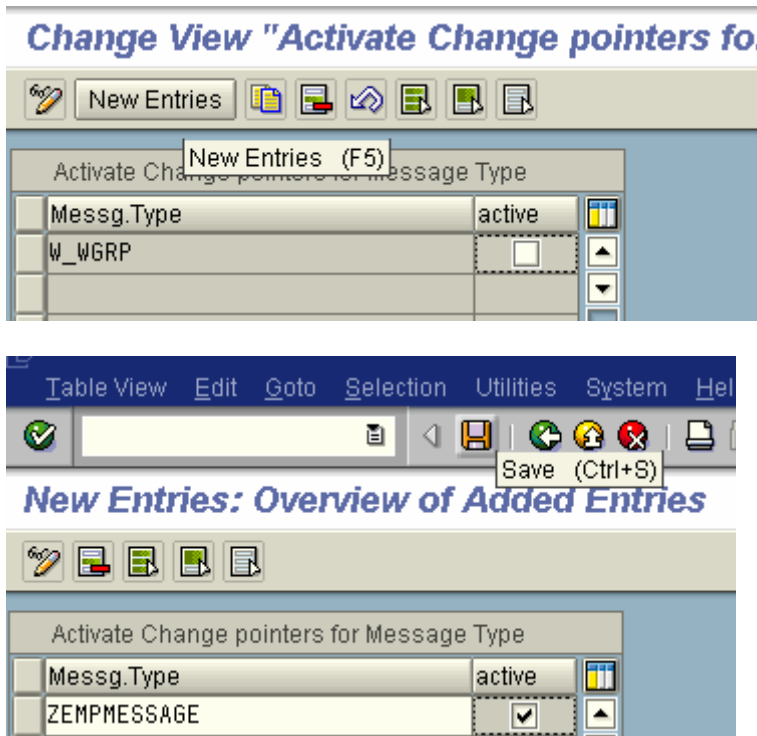 Change View "Activate Change pointers fo
New Entries
New Entries (F5)
Activate Change pointers for Message Type
Messg.Type active
W_WGRP
Table View Edit Goto Selection Utilities System Hel
Save (Ctrl+S)
New Entries: Overview of Added Entries
Activate Change pointers for Message Type
Messg.Type active
ZEMPMESSAGE